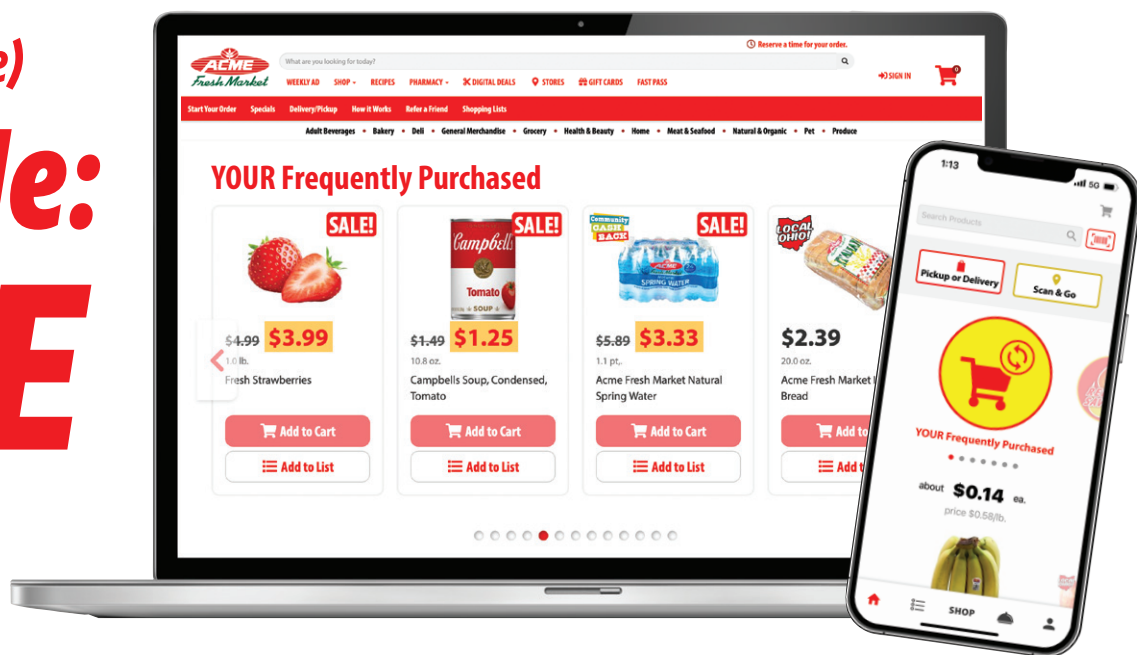 e)
le:
E
Reserve a time for your order.
ACME
Fresh Market
What are you looking for today?
WEEKLY AD SHOP RECIPES PHARMACY DIGITAL DEALS STORES GIFT CARDS FAST PASS
SIGN IN
0
Start Your Order Specials Delivery/Pickup How it Works Refer a Friend Shopping Lists
Adult Beverages • Bakery • Deli • General Merchandise • Grocery • Health & Beauty • Home • Meat & Seafood • Natural & Organic • Pet • Produce
YOUR Frequently Purchased
SALE!
$4.99 $3.99
1.0 lb.
Fresh Strawberries
Add to Cart
Add to List
SALE!
Campbell's
Tomato
SOUP
$1.49 $1.25
10.8 oz.
Campbells Soup, Condensed,
Tomato
Add to Cart
Add to List
Community
CASH
BACK
SALE!
ACME
SPRING WATER
$5.89 $3.33
1.1 pt,.
Acme Fresh Market Natural
Spring Water
Add to Cart
Add to List
LOCAL
OHIO!
ITALIAN
$2.39
20.0 oz.
Acme Fresh Market
Bread
Add to
Add t
1:13
5G
Search Products
Pickup or Delivery
Scan & Go
YOUR Frequently Purchased
about $0.14 ea.
price $0.58/lb.
SHOP